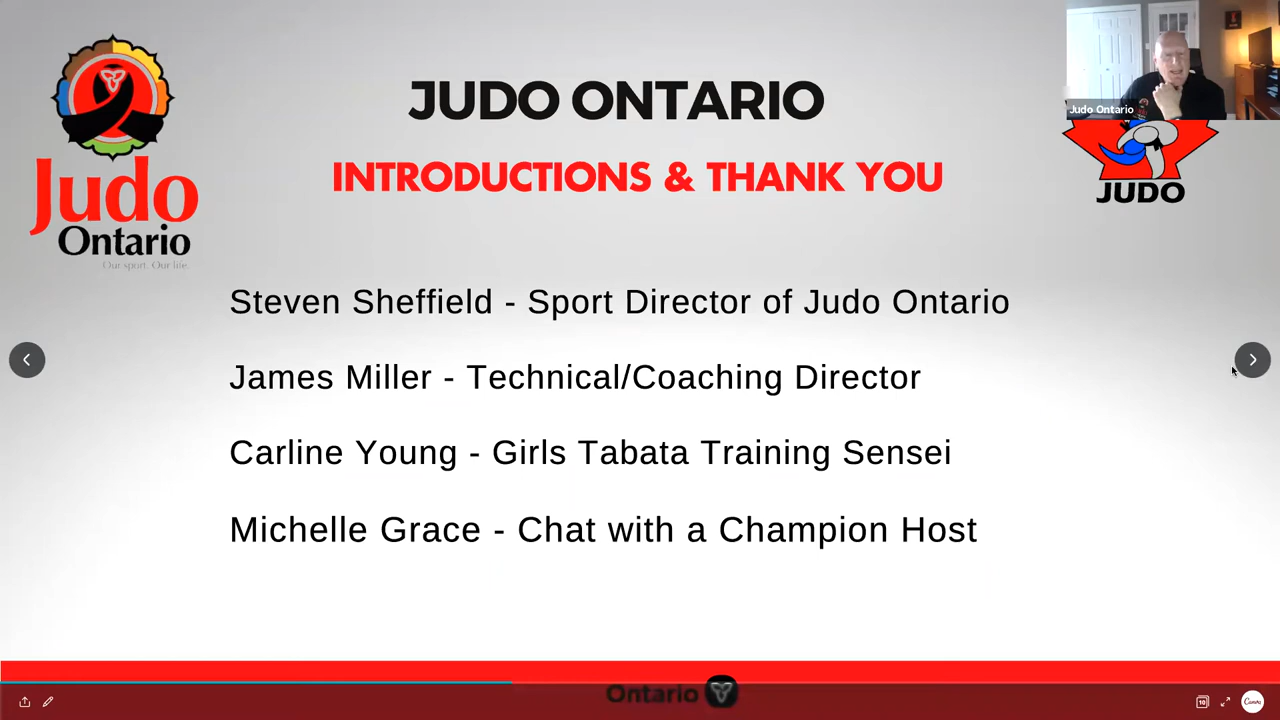 JUDO ONTARIO
Judo Ontario
INTRODUCTIONS & THANK YOU
Judo
Ontario
Our sport. Our life.
JUDO
Steven Sheffield - Sport Director of Judo Ontario
James Miller - Technical/Coaching Director
Carline Young - Girls Tabata Training Sensei
Michelle Grace - Chat with a Champion Host
Ontario
10
Canva